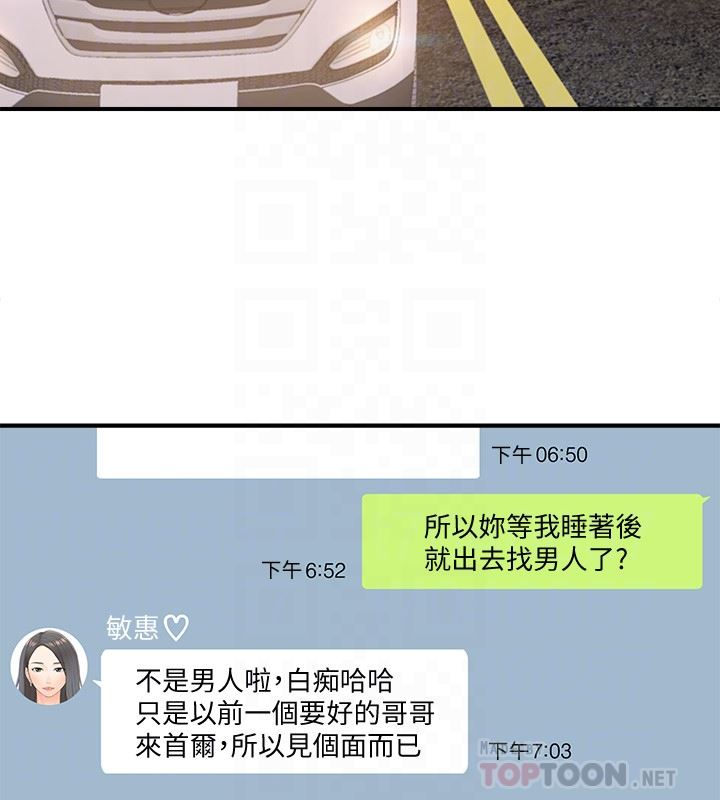 下午 06:50
所以妳等我睡著後
就出去找男人了?
下午 6:52
敏惠♡
不是男人啦,白痴哈哈
只是以前一個要好的哥哥
來首爾,所以見個面而已
下午 7:03
TOPTOON.NET